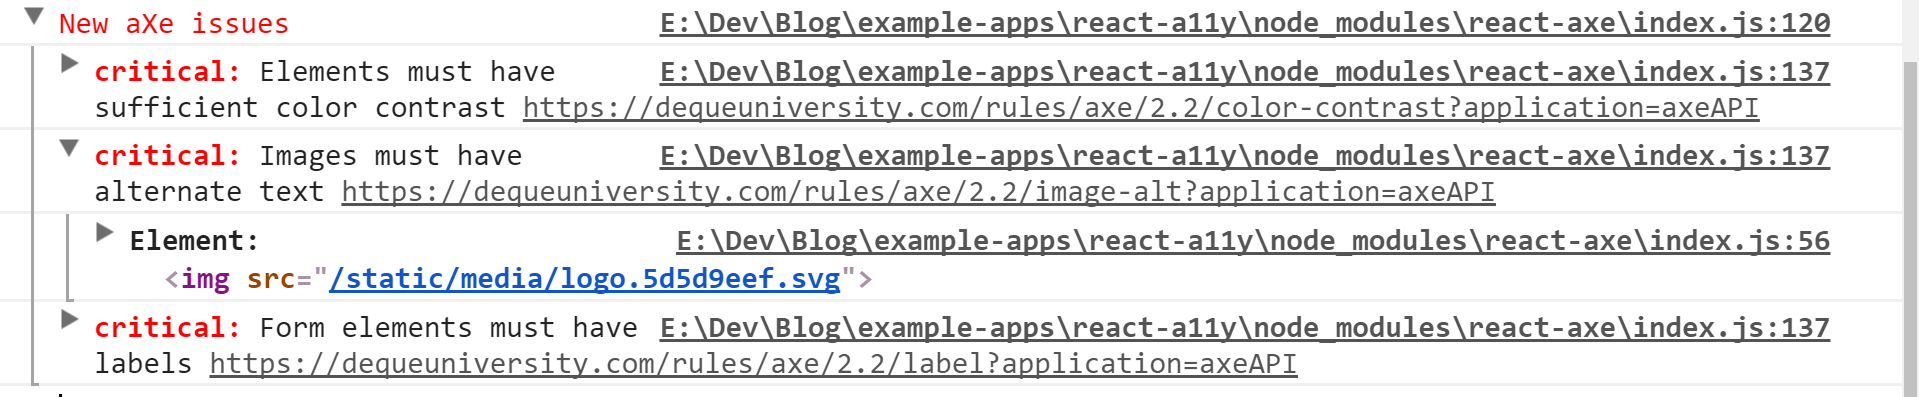 New aXe issues E:\Dev\Blog\example-apps\react-a11y\node_modules\react-axe\index.js:120
critical: Elements must have E:\Dev\Blog\example-apps\react-a11y\node_modules\react-axe\index.js:137
sufficient color contrast https://dequeuniversity.com/rules/axe/2.2/color-contrast?application=axeAPI
critical: Images must have E:\Dev\Blog\example-apps\react-a11y\node_modules\react-axe\index.js:137
alternate text https://dequeuniversity.com/rules/axe/2.2/image-alt?application=axeAPI
Element: E:\Dev\Blog\example-apps\react-a11y\node_modules\react-axe\index.js:56
<img src="/static/media/logo.5d5d9eef.svg">
critical: Form elements must have E:\Dev\Blog\example-apps\react-a11y\node_modules\react-axe\index.js:137
labels https://dequeuniversity.com/rules/axe/2.2/label?application=axeAPI